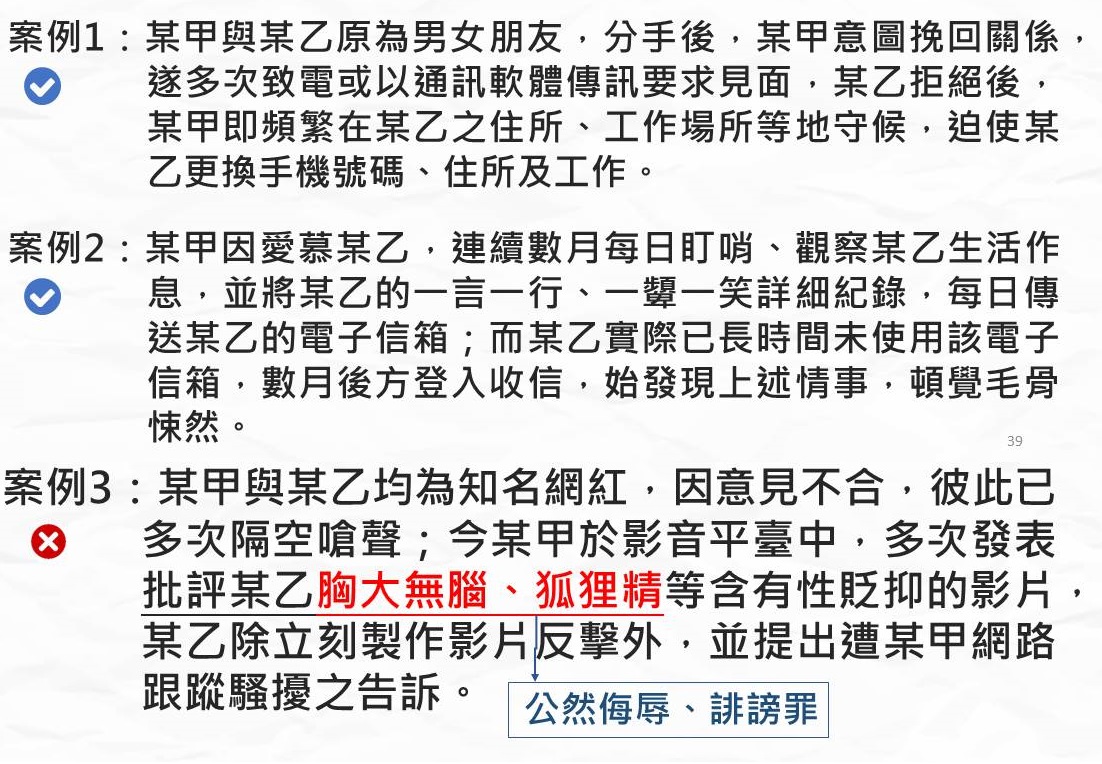 案例1：某甲與某乙原為男女朋友，分手後，某甲意圖挽回關係，
遂多次致電或以通訊軟體傳訊要求見面，某乙拒絕後，
某甲即頻繁在某乙之住所、工作場所等地守候，迫使某
乙更換手機號碼、住所及工作。
案例2：某甲因愛慕某乙，連續數月每日盯哨、觀察某乙生活作
息，並將某乙的一言一行、一顰一笑詳細紀錄，每日傳
送某乙的電子信箱；而某乙實際已長時間未使用該電子
信箱，數月後方登入收信，始發現上述情事，頓覺毛骨
悚然。
39
案例3：某甲與某乙均為知名網紅，因意見不合，彼此已
多次隔空嗆聲；今某甲於影音平臺中，多次發表
批評某乙胸大無腦、狐狸精等含有性貶抑的影片，
某乙除立刻製作影片反擊外，並提出遭某甲網路
跟蹤騷擾之告訴。
公然侮辱、誹謗罪